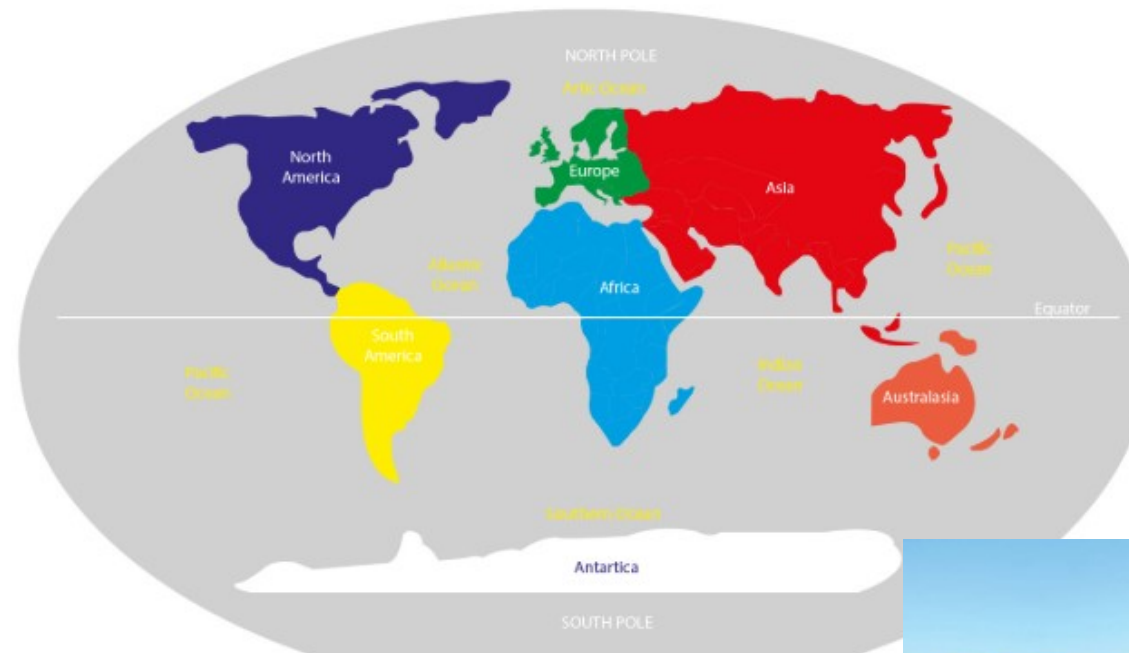 NORTH POLE
Artic Ocean
North
America
Europe
Asia
Atlantic
Ocean
Pacific
Ocean
Africa
Equator
South
America
Pacific
Ocean
Indian
Ocean
Australasia
Southern Ocean
Antartica
SOUTH POLE